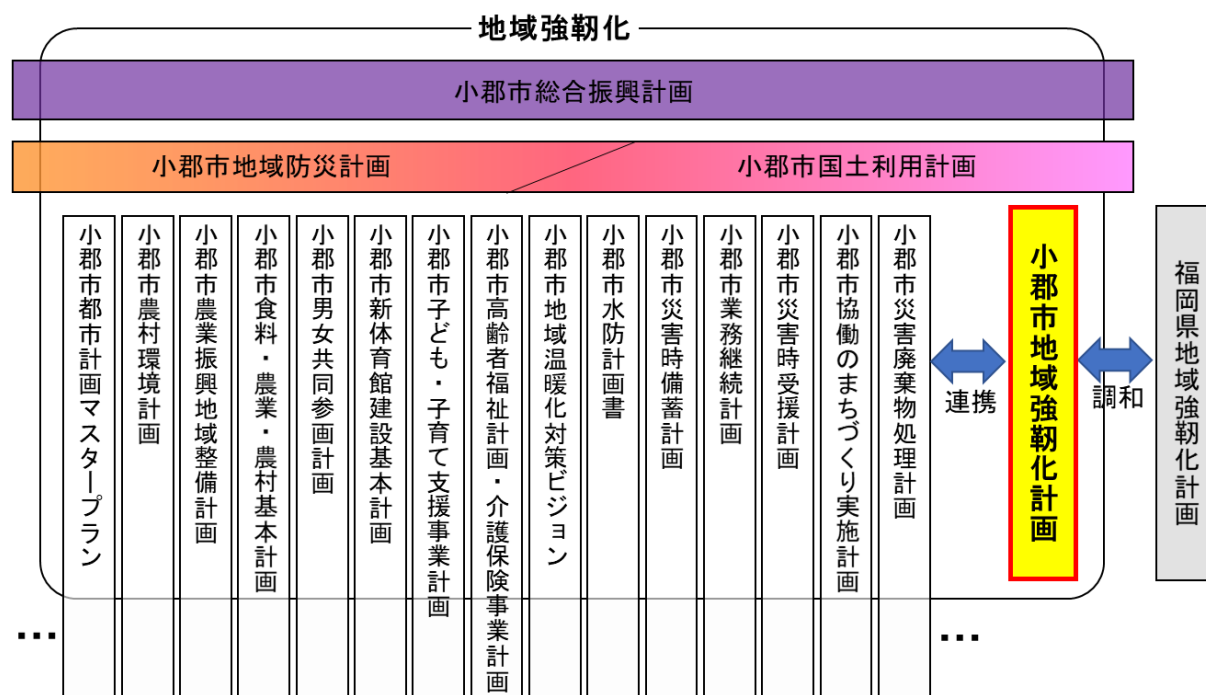 地域強靭化
小郡市総合振興計画
小郡市地域防災計画
小郡市国土利用計画
小郡市都市計画マスタープラン
小郡市農村環境計画
小郡市農業振興地域整備計画
小郡市食料・農業・農村基本計画
小郡市男女共同参画計画
小郡市新体育館建設基本計画
小郡市子ども・子育て支援事業計画
小郡市高齢者福祉計画・介護保険事業計画
小郡市地域温暖化対策ビジョン
小郡市水防計画書
小郡市災害時備蓄計画
小郡市業務継続計画
小郡市災害時受援計画
小郡市協働のまちづくり実施計画
小郡市災害廃棄物処理計画
連携
小郡市地域強靭化計画
調和
福岡県地域強靭化計画
…
…